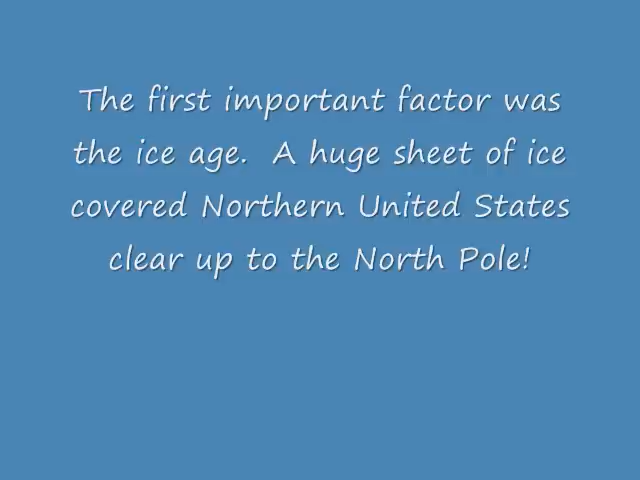 The first important factor was
the ice age.  A huge sheet of ice
covered Northern United States
clear up to the North Pole!